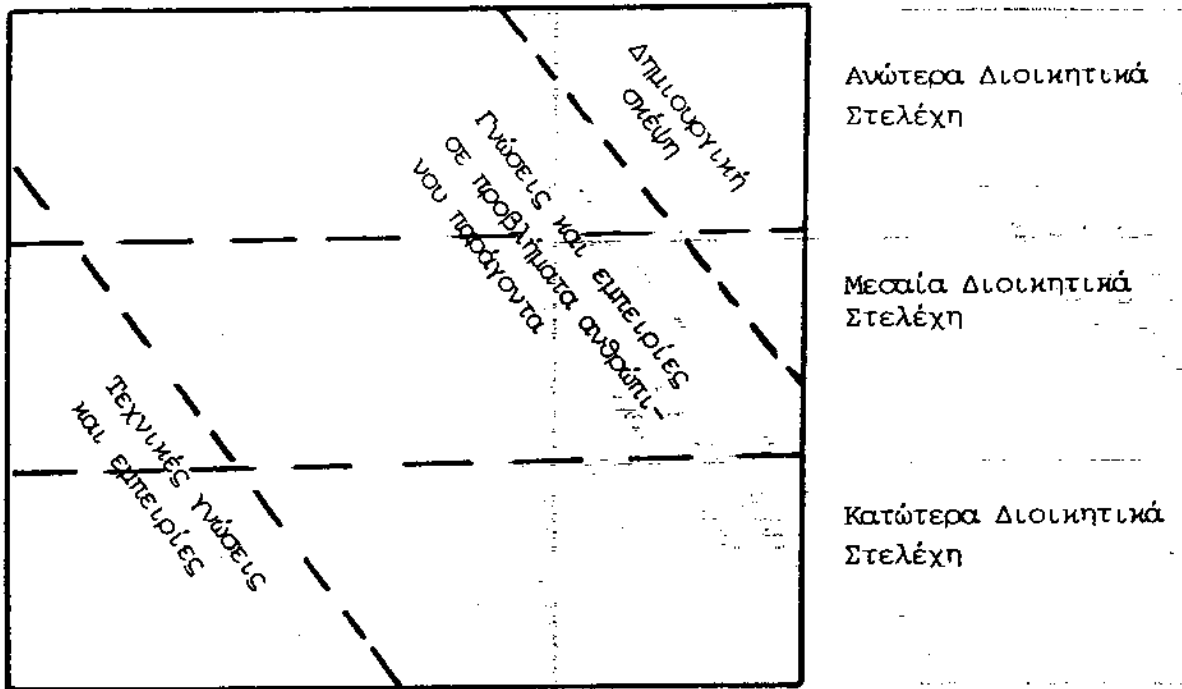 Δημιουργική
σκέψη
Γνώσεις και εμπειρίες
σε προβλήματα ανθρώπι-
νου παράγοντα
Τεχνικές γνώσεις
και εμπειρίες
Ανώτερα Διοικητικά
Στελέχη
Μεσαία Διοικητικά
Στελέχη
Κατώτερα Διοικητικά
Στελέχη